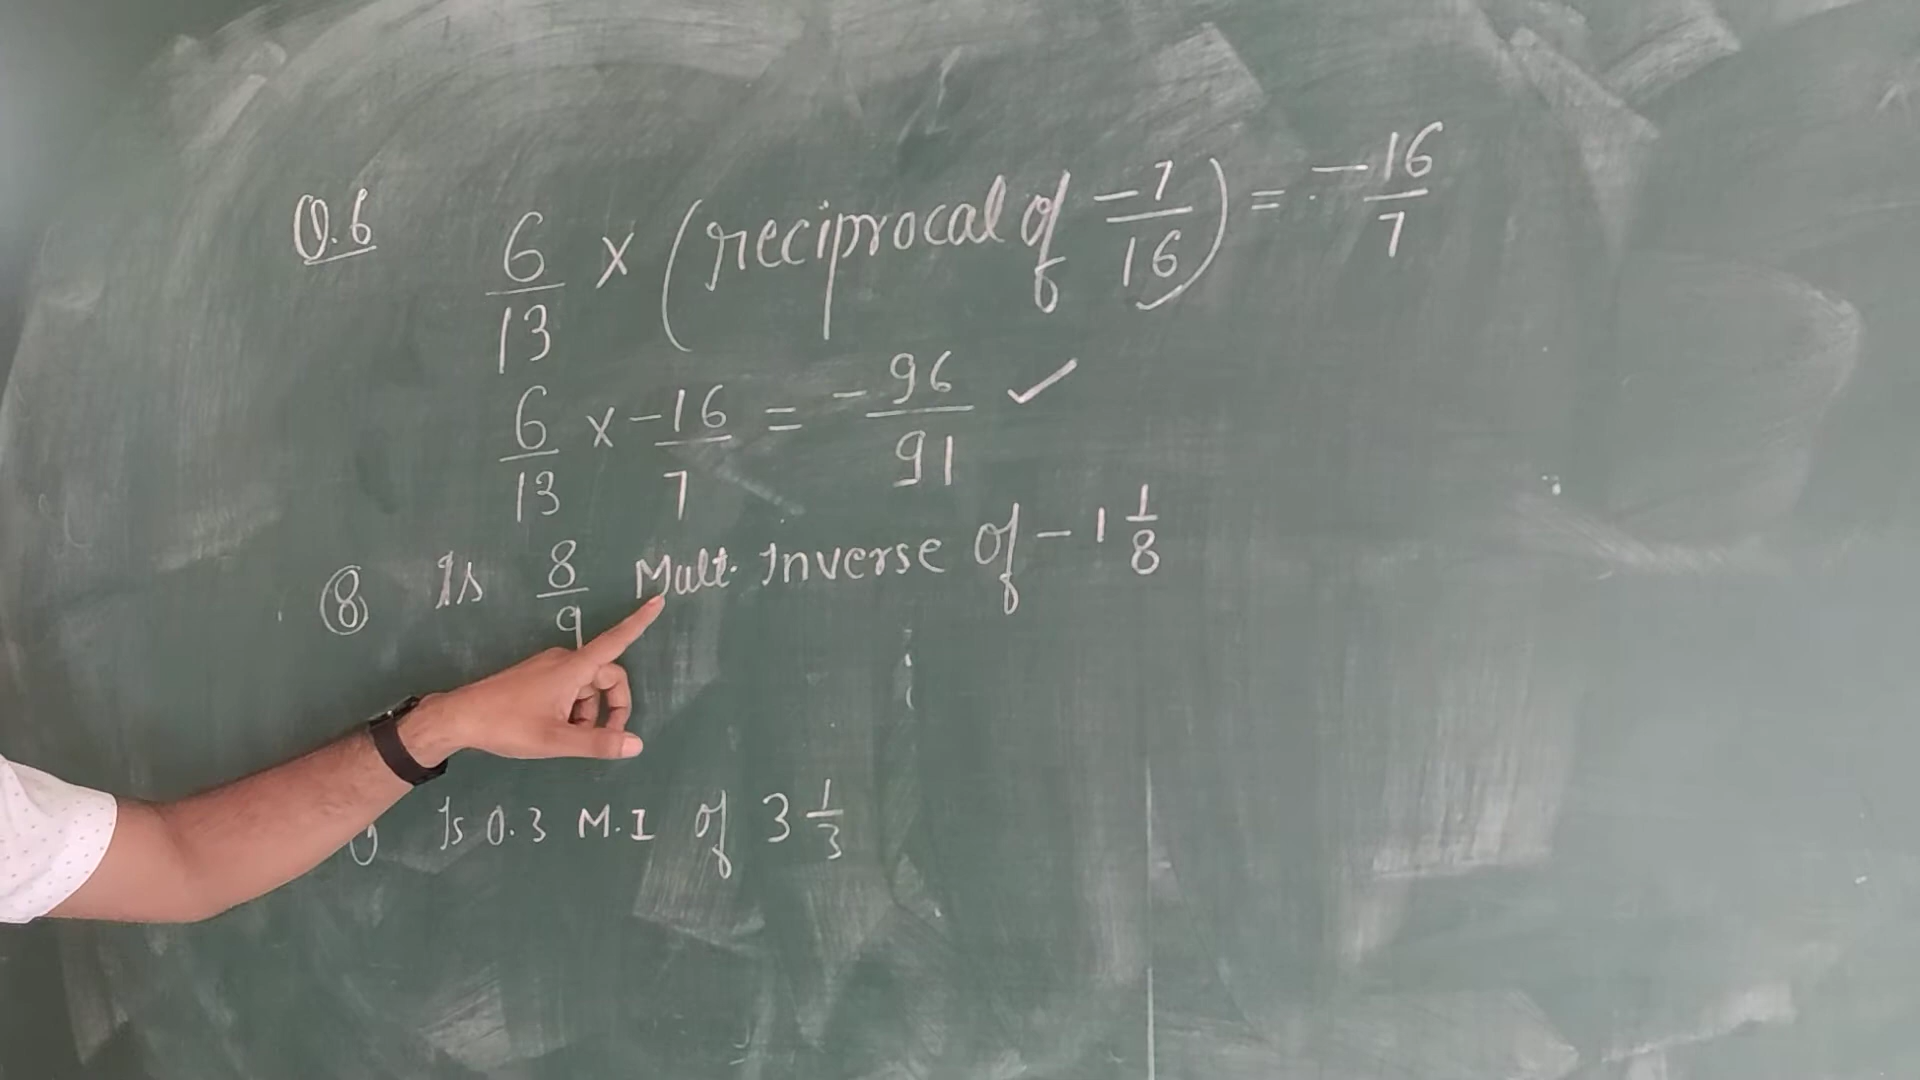 Q.6 6/13 × (reciprocal of -7/16) = -16/7
6/13 × -16/7 = -96/91 ✓
⑧ Is 8/9 Mult. Inverse of -1 1/8
Is 0.3 M.I of 3 1/3